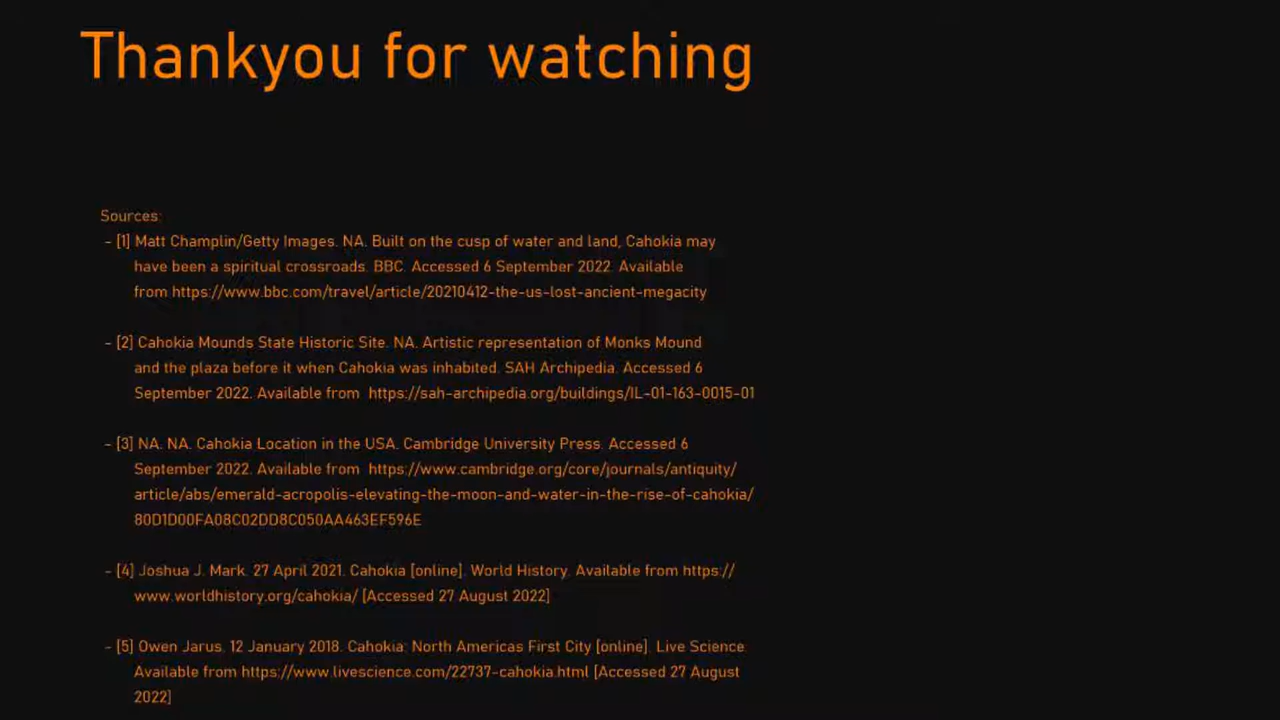 Thankyou for watching
Sources:
- [1] Matt Champlin/Getty Images. NA. Built on the cusp of water and land, Cahokia may
have been a spiritual crossroads. BBC. Accessed 6 September 2022. Available
from https://www.bbc.com/travel/article/20210412-the-us-lost-ancient-megacity
- [2] Cahokia Mounds State Historic Site. NA. Artistic representation of Monks Mound
and the plaza before it when Cahokia was inhabited. SAH Archipedia. Accessed 6
September 2022. Available from https://sah-archipedia.org/buildings/IL-01-163-0015-01
- [3] NA. NA. Cahokia Location in the USA. Cambridge University Press. Accessed 6
September 2022. Available from https://www.cambridge.org/core/journals/antiquity/
article/abs/emerald-acropolis-elevating-the-moon-and-water-in-the-rise-of-cahokia/
80D1D00FA08C02DD8C050AA463EF596E
- [4] Joshua J. Mark. 27 April 2021. Cahokia [online]. World History. Available from https://
www.worldhistory.org/cahokia/ [Accessed 27 August 2022]
- [5] Owen Jarus. 12 January 2018. Cahokia: North Americas First City [online]. Live Science
Available from https://www.livescience.com/22737-cahokia.html [Accessed 27 August
2022]